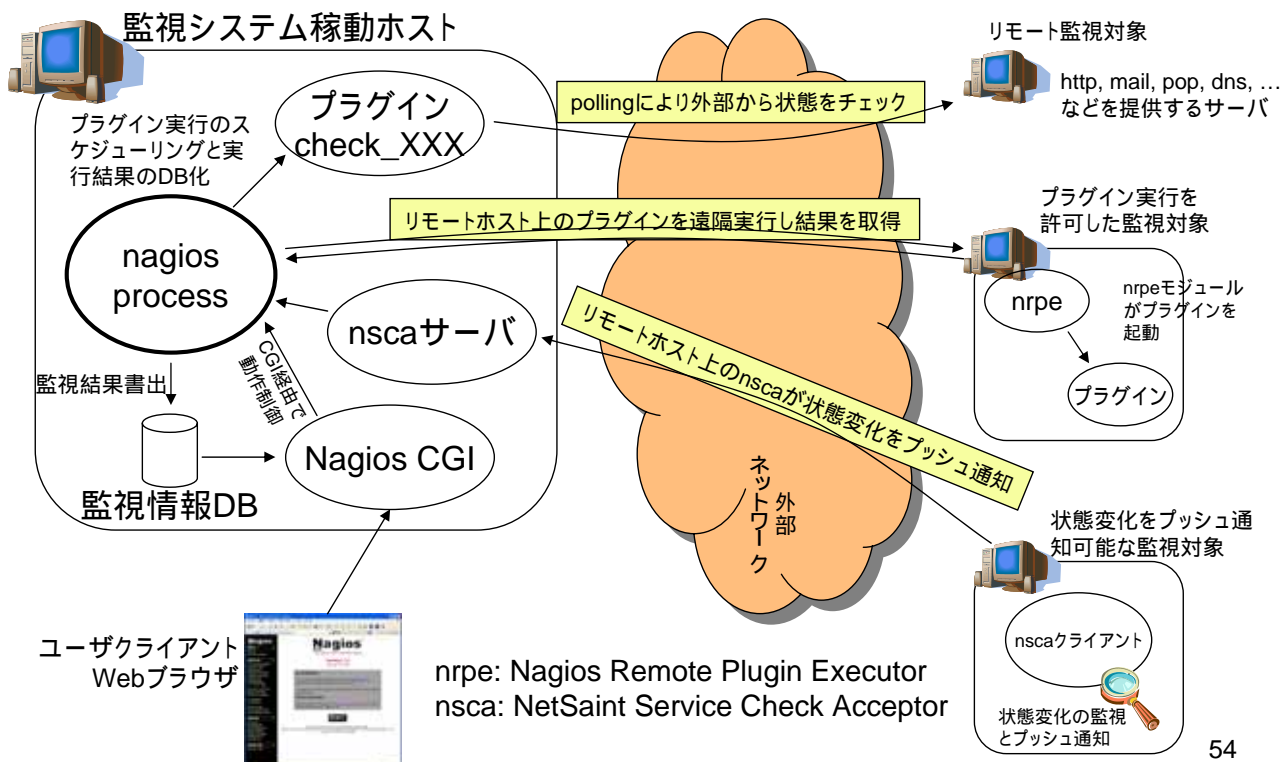 監視システム稼動ホスト
プラグイン
check_XXX
プラグイン実行のス
ケジューリングと実
行結果のDB化
nagios
process
nscaサーバ
CGI経由で
動作制御
監視結果書出
Nagios CGI
監視情報DB
pollingにより外部から状態をチェック
リモートホスト上のプラグインを遠隔実行し結果を取得
リモートホスト上のnscaが状態変化をプッシュ通知
外部
ネットワーク
リモート監視対象
http, mail, pop, dns, …
などを提供するサーバ
プラグイン実行を
許可した監視対象
nrpe
nrpeモジュール
がプラグインを
起動
プラグイン
状態変化をプッシュ通
知可能な監視対象
nscaクライアント
状態変化の監視
とプッシュ通知
ユーザクライアント
Webブラウザ
Nagios
nrpe: Nagios Remote Plugin Executor
nsca: NetSaint Service Check Acceptor
54